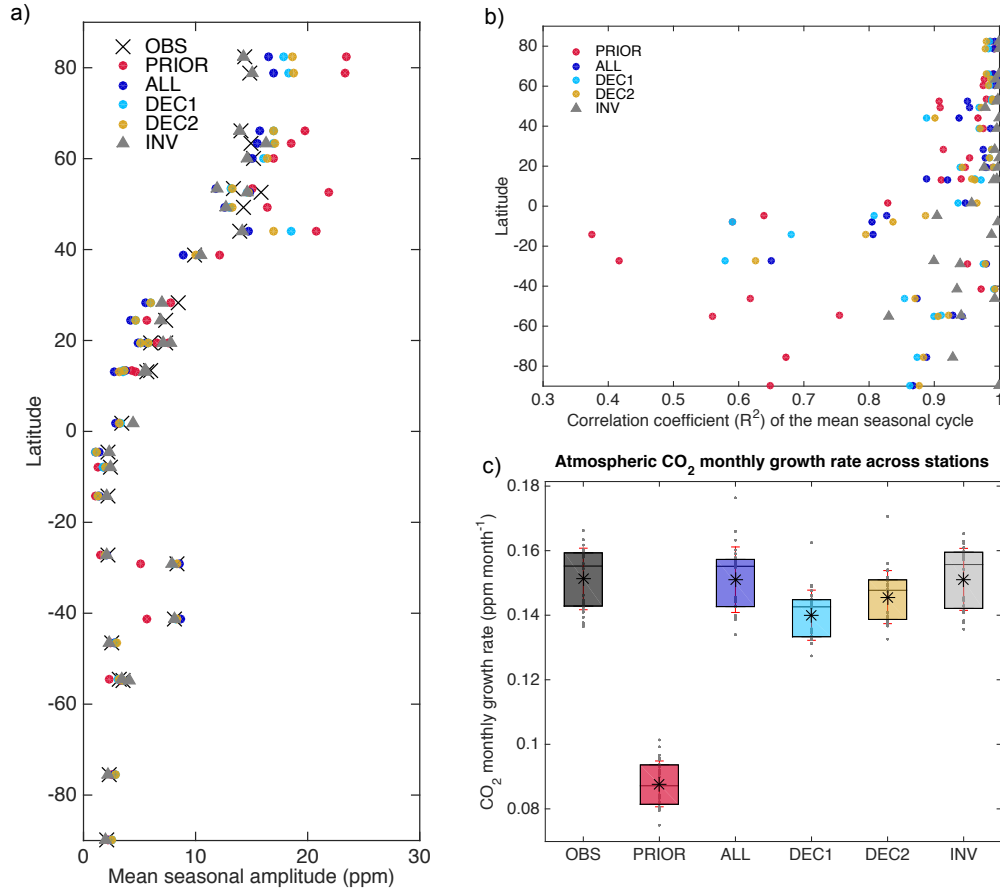 a)
OBS
PRIOR
ALL
DEC1
DEC2
INV
80
60
40
20
0
-20
-40
-60
-80
Latitude
0
10
20
30
Mean seasonal amplitude (ppm)
b)
PRIOR
ALL
DEC1
DEC2
INV
80
60
40
20
0
-20
-40
-60
-80
Latitude
0.3
0.4
0.5
0.6
0.7
0.8
0.9
1
Correlation coefficient (R²) of the mean seasonal cycle
c)
Atmospheric CO₂ monthly growth rate across stations
0.18
0.16
0.14
0.12
0.1
0.08
CO₂ monthly growth rate (ppm month⁻¹)
OBS
PRIOR
ALL
DEC1
DEC2
INV